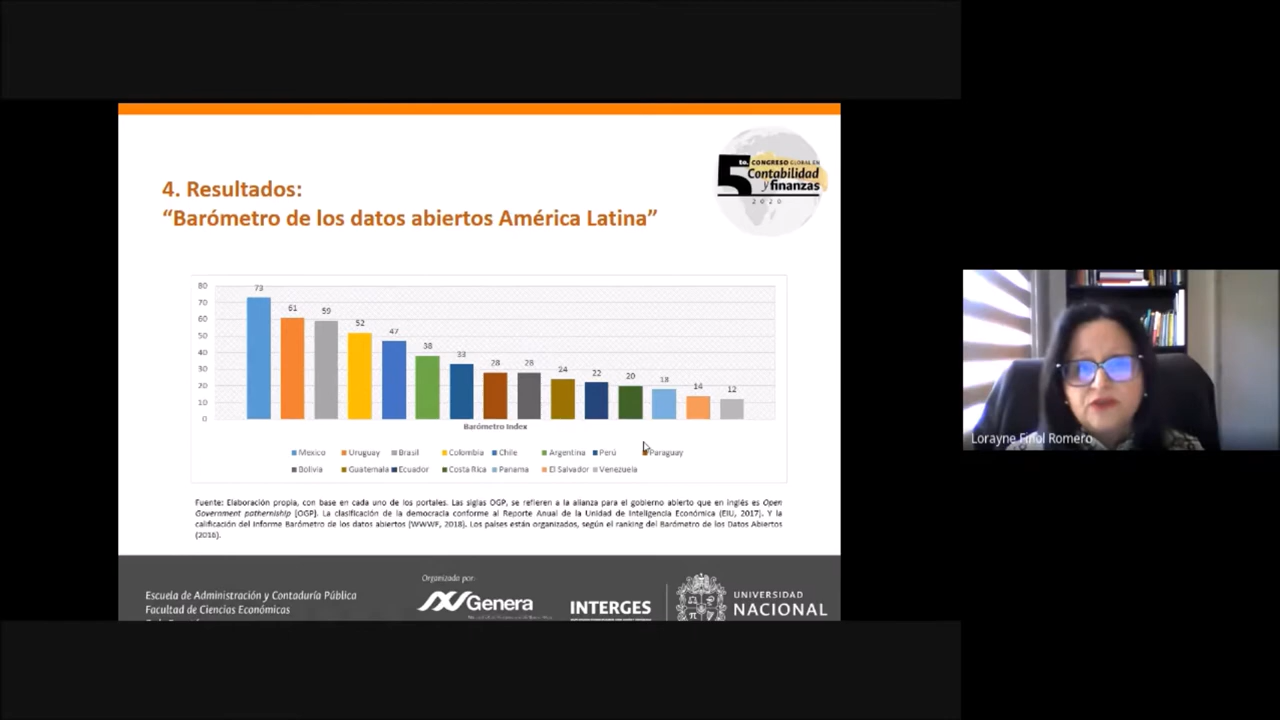 4. Resultados:
“Barómetro de los datos abiertos América Latina”
5to. CONGRESO GLOBAL EN
Contabilidad
y finanzas
2020
80
70
60
50
40
30
20
10
0
73
61
59
52
47
38
33
28
28
24
22
20
18
14
12
Barómetro Index
Mexico Uruguay Brasil Colombia Chile Argentina Perú Paraguay
Bolivia Guatemala Ecuador Costa Rica Panama El Salvador Venezuela
Fuente: Elaboración propia, con base en cada uno de los portales. Las siglas OGP, se refieren a la alianza para el gobierno abierto que en inglés es Open
Government patherniship [OGP]. La clasificación de la democracia conforme al Reporte Anual de la Unidad de Inteligencia Económica (EIU, 2017). Y la
calificación del Informe Barómetro de los datos abiertos (WWWF, 2018). Los países están organizados, según el ranking del Barómetro de los Datos Abiertos
(2016).
Escuela de Administración y Contaduría Pública
Facultad de Ciencias Económicas
Organizado por:
Genera
INTERGES
UNIVERSIDAD
NACIONAL
Lorayne Finol Romero